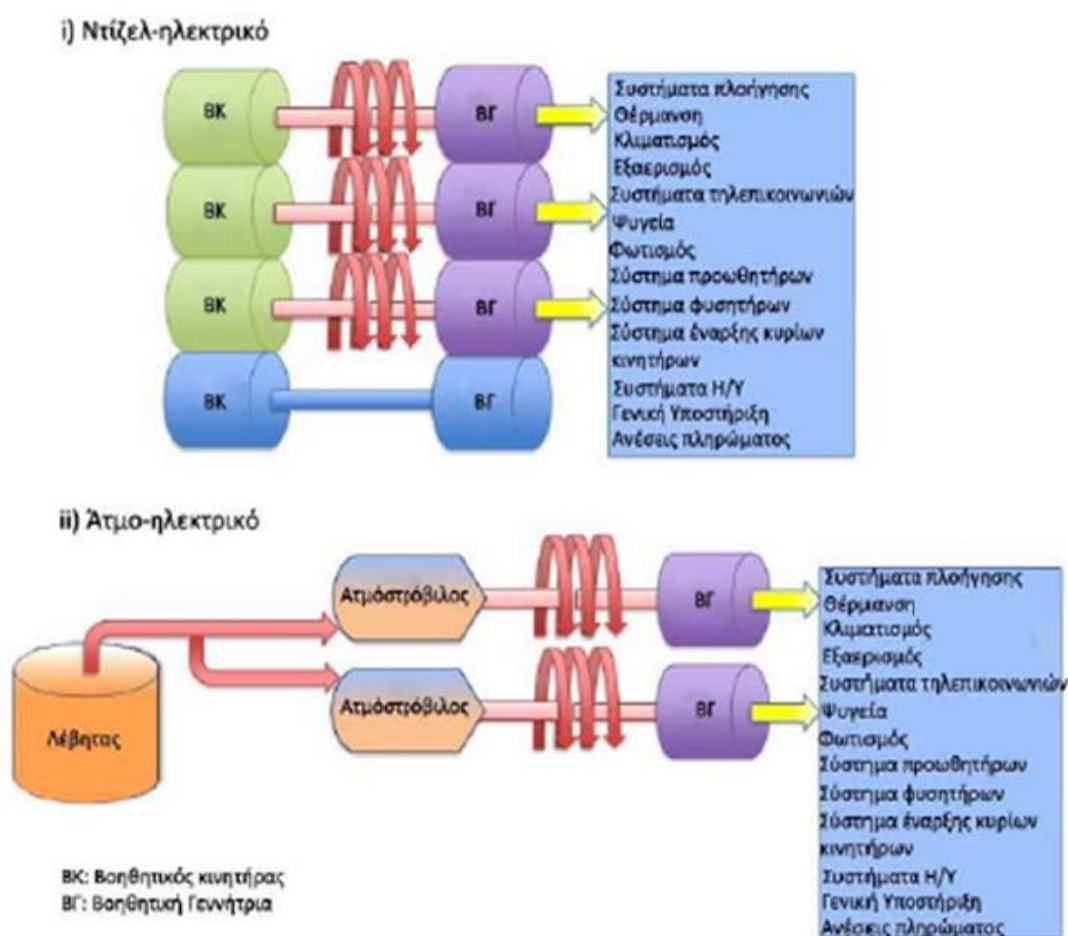 i) Ντίζελ-ηλεκτρικό
ΒΚ
ΒΓ
ΒΚ
ΒΓ
ΒΚ
ΒΓ
ΒΚ
ΒΓ
Συστήματα πλοήγησης
Θέρμανση
Κλιματισμός
Εξαερισμός
Συστήματα τηλεπικοινωνιών
Ψυγεία
Φωτισμός
Σύστημα προωθητήρων
Σύστημα φυσητήρων
Σύστημα έναρξης κυρίων
κινητήρων
Συστήματα Η/Υ
Γενική Υποστήριξη
Ανέσεις πληρώματος
ii) Άτμο-ηλεκτρικό
Λέβητας
Ατμόστρόβιλος
ΒΓ
Ατμόστρόβιλος
ΒΓ
Συστήματα πλοήγησης
Θέρμανση
Κλιματισμός
Εξαερισμός
Συστήματα τηλεπικοινωνιών
Ψυγεία
Φωτισμός
Σύστημα προωθητήρων
Σύστημα φυσητήρων
Σύστημα έναρξης κυρίων
κινητήρων
Συστήματα Η/Υ
Γενική Υποστήριξη
Ανέσεις πληρώματος
ΒΚ: Βοηθητικός κινητήρας
ΒΓ: Βοηθητική Γεννήτρια